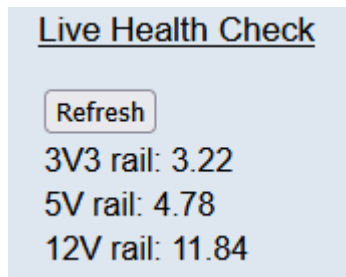 Live Health Check
Refresh
3V3 rail: 3.22
5V rail: 4.78
12V rail: 11.84